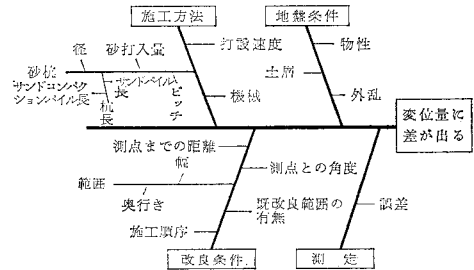 施工方法
地盤条件
径
砂打入量
打設速度
物性
砂杭
サンドコンパク
ションパイル長
サンドパイル
長
ピッチ
杭長
機械
土層
外乱
変位量に
差が出る
測点までの距離
幅
測点との角度
範囲
奥行き
既改良範囲の
有無
誤差
施工順序
改良条件
測定